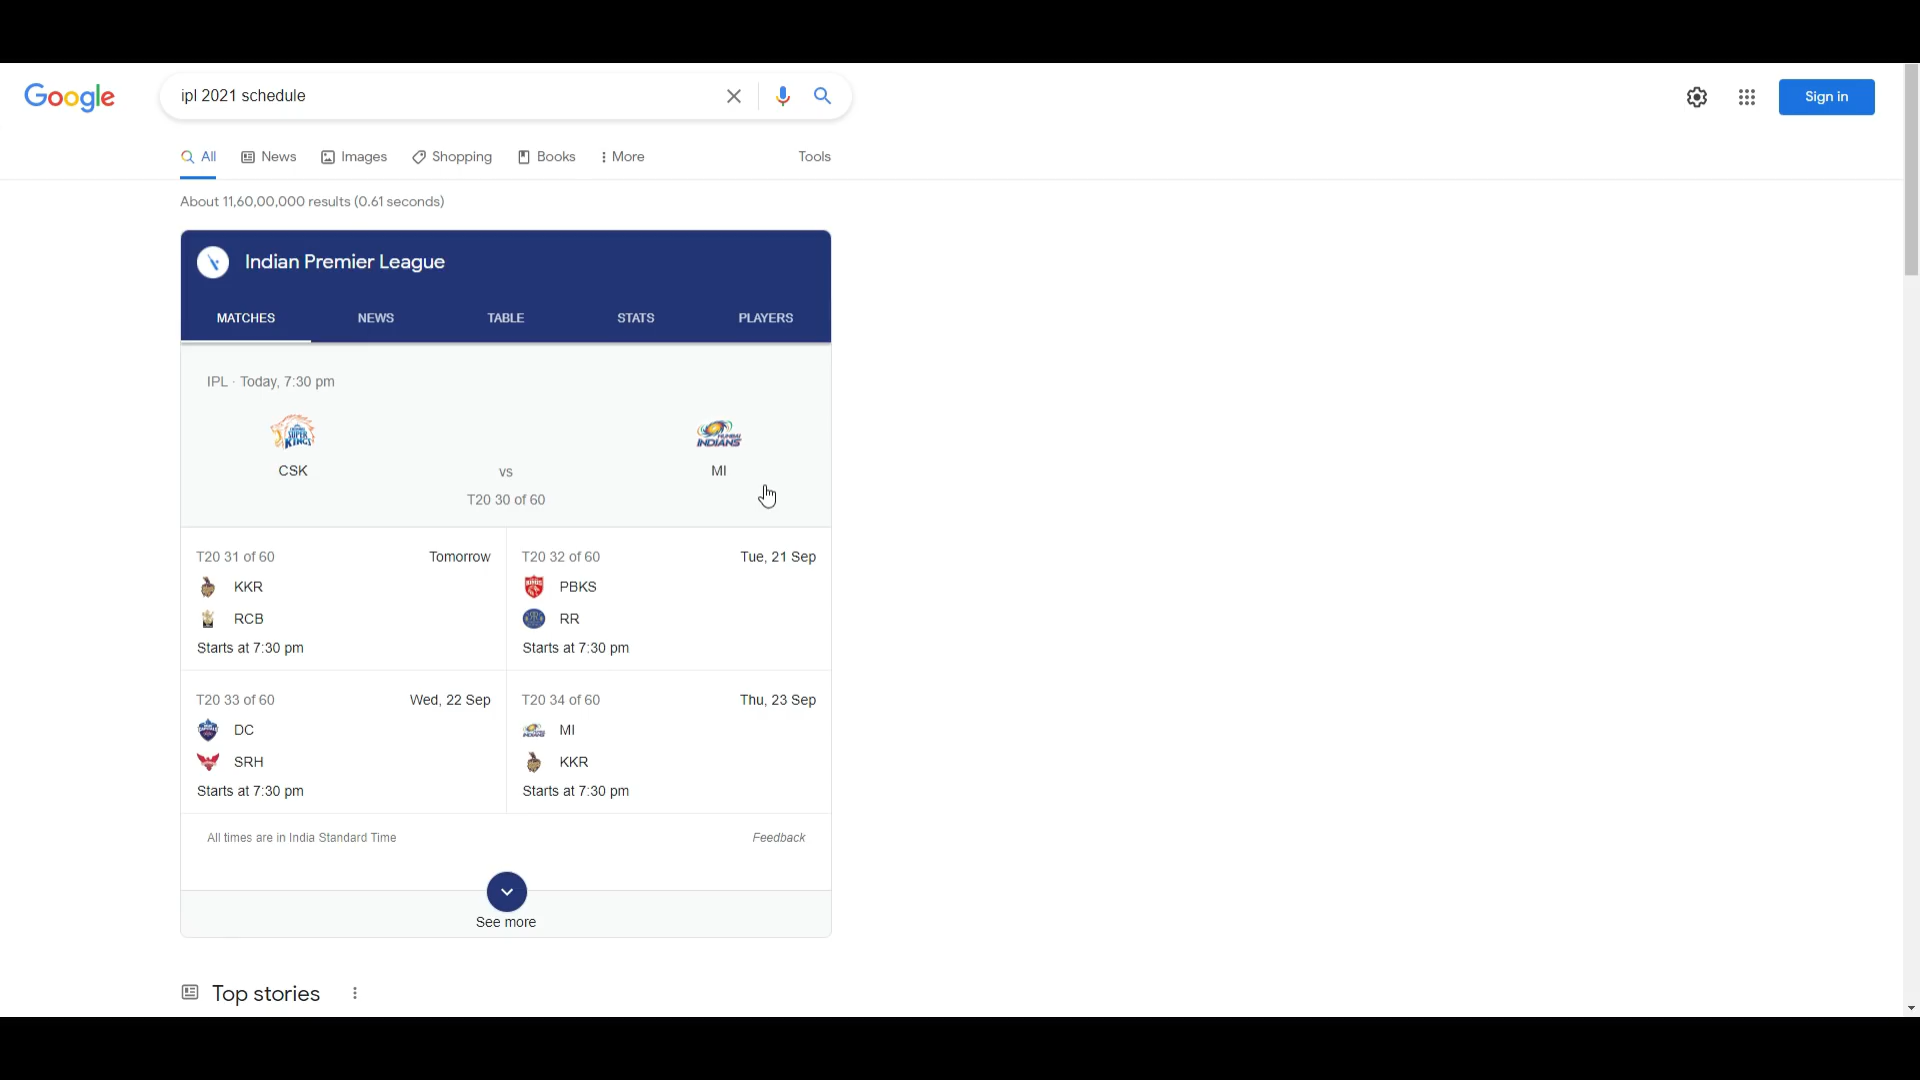 Google
ipl 2021 schedule
Sign in
All
News
Images
Shopping
Books
More
Tools
About 11,60,00,000 results (0.61 seconds)
Indian Premier League
MATCHES
NEWS
TABLE
STATS
PLAYERS
IPL · Today, 7:30 pm
SUPER
KINGS
MUMBAI
INDIANS
CSK
vs
MI
T20 30 of 60
T20 31 of 60
Tomorrow
KKR
RCB
Starts at 7:30 pm
T20 32 of 60
Tue, 21 Sep
PBKS
RR
Starts at 7:30 pm
T20 33 of 60
Wed, 22 Sep
DC
SRH
Starts at 7:30 pm
T20 34 of 60
Thu, 23 Sep
MI
KKR
Starts at 7:30 pm
All times are in India Standard Time
Feedback
See more
Top stories